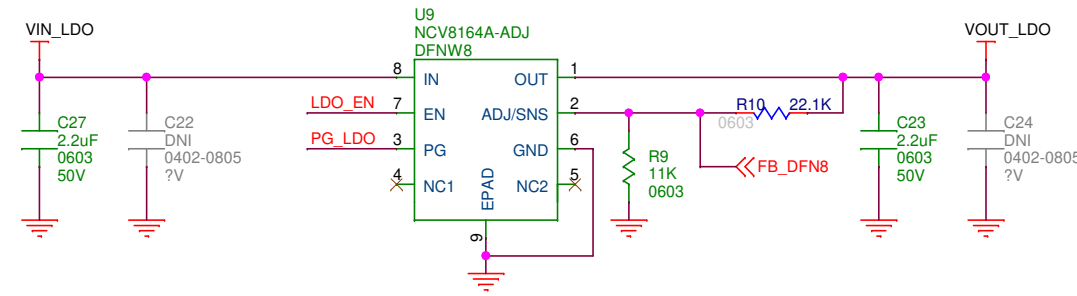 U9
NCV8164A-ADJ
DFNW8
VIN_LDO
VOUT_LDO
8 IN OUT 1
LDO_EN 7 EN ADJ/SNS 2
R10 22.1K
0603
PG_LDO 3 PG GND 6
4 NC1 NC2 5
EPAD
9
C27
2.2uF
0603
50V
C22
DNI
0402-0805
?V
R9
11K
0603
FB_DFN8
C23
2.2uF
0603
50V
C24
DNI
0402-0805
?V